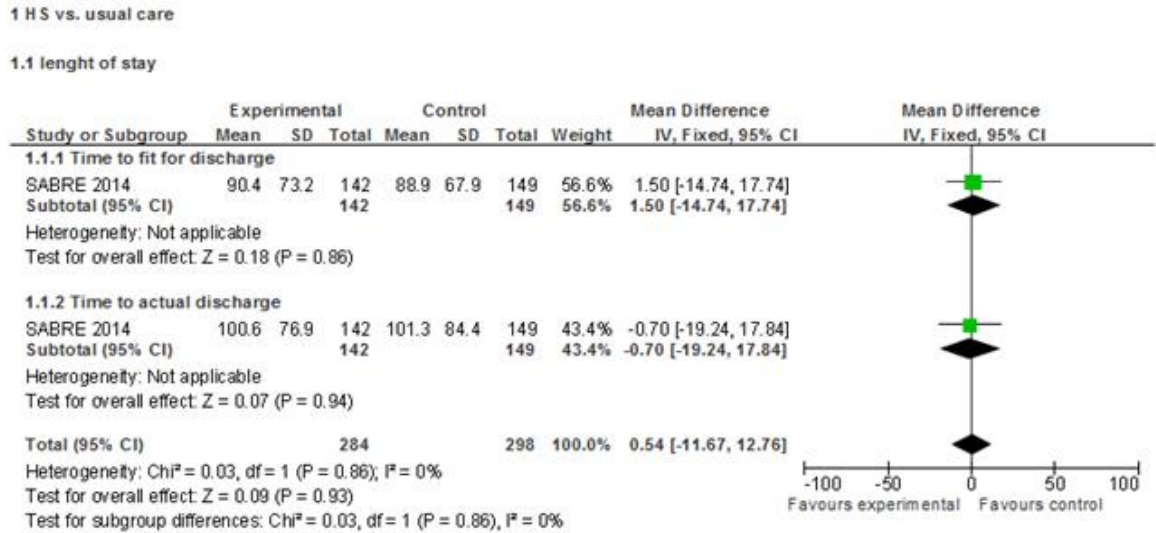 1 HS vs. usual care
1.1 lenght of stay
Experimental Control Mean Difference Mean Difference
Study or Subgroup Mean SD Total Mean SD Total Weight IV, Fixed, 95% CI IV, Fixed, 95% CI
1.1.1 Time to fit for discharge
SABRE 2014 90.4 73.2 142 88.9 67.9 149 56.6% 1.50 [-14.74, 17.74]
Subtotal (95% CI) 142 149 56.6% 1.50 [-14.74, 17.74]
Heterogeneity: Not applicable
Test for overall effect: Z = 0.18 (P = 0.86)
1.1.2 Time to actual discharge
SABRE 2014 100.6 76.9 142 101.3 84.4 149 43.4% -0.70 [-19.24, 17.84]
Subtotal (95% CI) 142 149 43.4% -0.70 [-19.24, 17.84]
Heterogeneity: Not applicable
Test for overall effect: Z = 0.07 (P = 0.94)
Total (95% CI) 284 298 100.0% 0.54 [-11.67, 12.76]
Heterogeneity: Chi² = 0.03, df = 1 (P = 0.86); I² = 0%
Test for overall effect: Z = 0.09 (P = 0.93)
Test for subgroup differences: Chi² = 0.03, df = 1 (P = 0.86), I² = 0%
-100 -50 0 50 100
Favours experimental Favours control